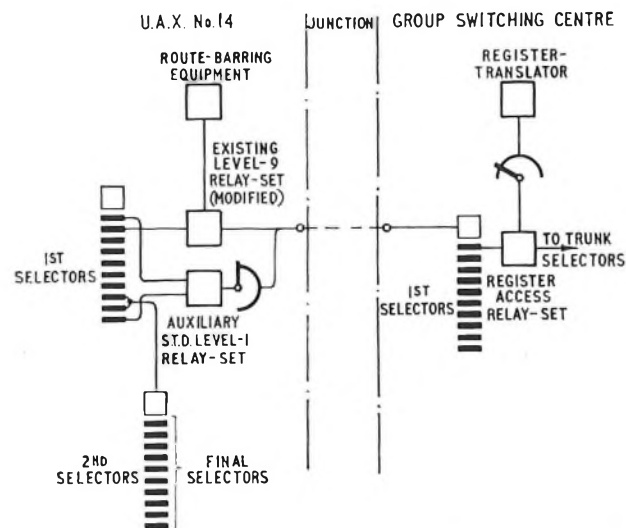 U.A.X. No.14
JUNCTION
GROUP SWITCHING CENTRE
ROUTE-BARRING
EQUIPMENT
REGISTER-
TRANSLATOR
EXISTING
LEVEL-9
RELAY-SET
(MODIFIED)
1ST
SELECTORS
TO TRUNK
SELECTORS
1ST
SELECTORS
REGISTER
ACCESS
RELAY-SET
AUXILIARY
S.T.D. LEVEL-1
RELAY-SET
2ND
SELECTORS
FINAL
SELECTORS